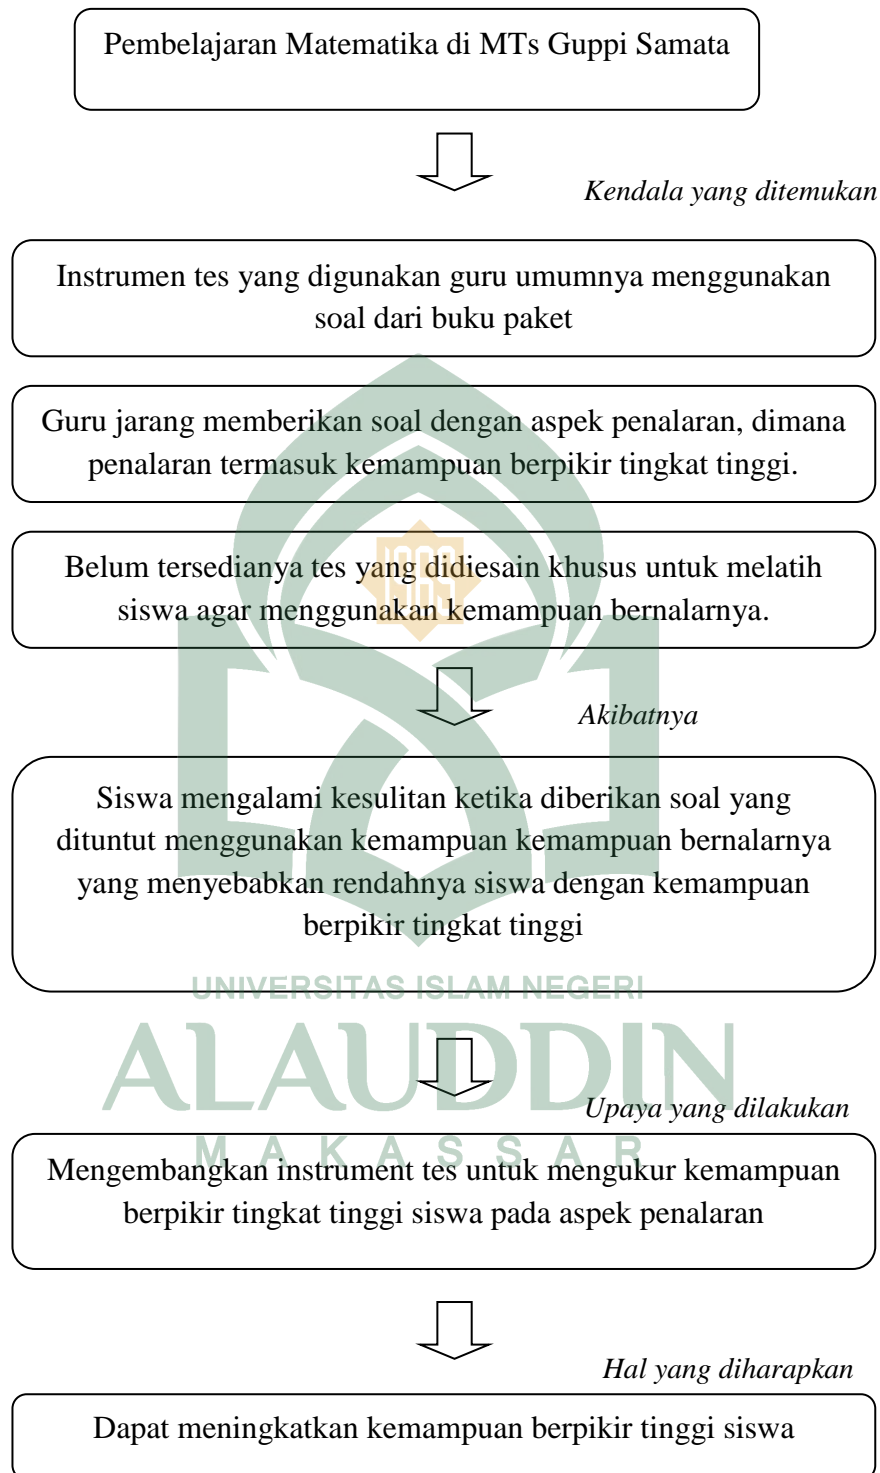 Pembelajaran Matematika di MTs Guppi Samata
Kendala yang ditemukan
Instrumen tes yang digunakan guru umumnya menggunakan
soal dari buku paket
Guru jarang memberikan soal dengan aspek penalaran, dimana
penalaran termasuk kemampuan berpikir tingkat tinggi.
Belum tersedianya tes yang didiesain khusus untuk melatih
siswa agar menggunakan kemampuan bernalarnya.
Akibatnya
Siswa mengalami kesulitan ketika diberikan soal yang
dituntut menggunakan kemampuan kemampuan bernalarnya
yang menyebabkan rendahnya siswa dengan kemampuan
berpikir tingkat tinggi
UNIVERSITAS ISLAM NEGERI
ALAUDDIN
Upaya yang dilakukan
MAKASSAR
Mengembangkan instrument tes untuk mengukur kemampuan
berpikir tingkat tinggi siswa pada aspek penalaran
Hal yang diharapkan
Dapat meningkatkan kemampuan berpikir tinggi siswa